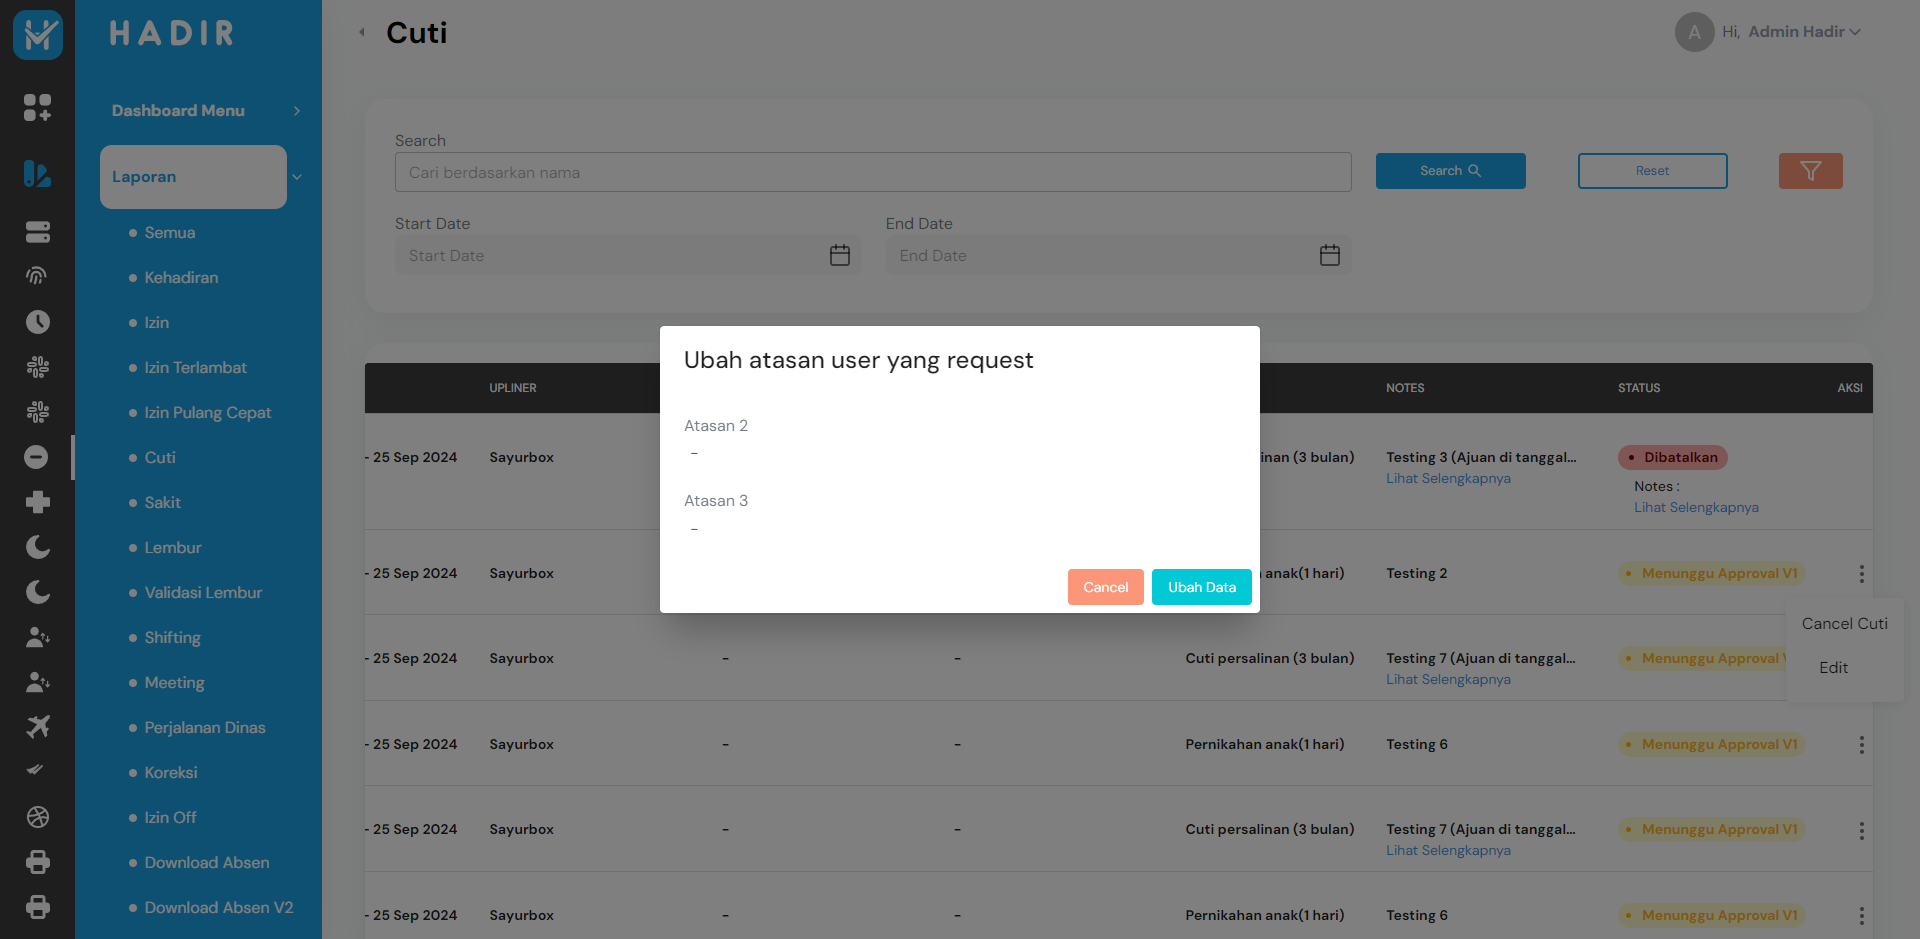 HADIR
Cuti
A Hi, Admin Hadir
Dashboard Menu
Laporan
Semua
Kehadiran
Izin
Izin Terlambat
Izin Pulang Cepat
Cuti
Sakit
Lembur
Validasi Lembur
Shifting
Meeting
Perjalanan Dinas
Koreksi
Izin Off
Download Absen
Download Absen V2
Search
Cari berdasarkan nama
Search
Reset
Start Date
End Date
Start Date
End Date
UPLINER NOTES STATUS AKSI
- 25 Sep 2024 Sayurbox inan (3 bulan) Testing 3 (Ajuan di tanggal... • Dibatalkan
Lihat Selengkapnya
Notes :
Lihat Selengkapnya
- 25 Sep 2024 Sayurbox anak(1 hari) Testing 2 • Menunggu Approval V1
Cancel Cuti
Edit
- 25 Sep 2024 Sayurbox - - Cuti persalinan (3 bulan) Testing 7 (Ajuan di tanggal... • Menunggu Approval
Lihat Selengkapnya
- 25 Sep 2024 Sayurbox - - Pernikahan anak(1 hari) Testing 6 • Menunggu Approval V1
- 25 Sep 2024 Sayurbox - - Cuti persalinan (3 bulan) Testing 7 (Ajuan di tanggal... • Menunggu Approval V1
Lihat Selengkapnya
- 25 Sep 2024 Sayurbox - - Pernikahan anak(1 hari) Testing 6 • Menunggu Approval V1
Ubah atasan user yang request
Atasan 2
-
Atasan 3
-
Cancel
Ubah Data